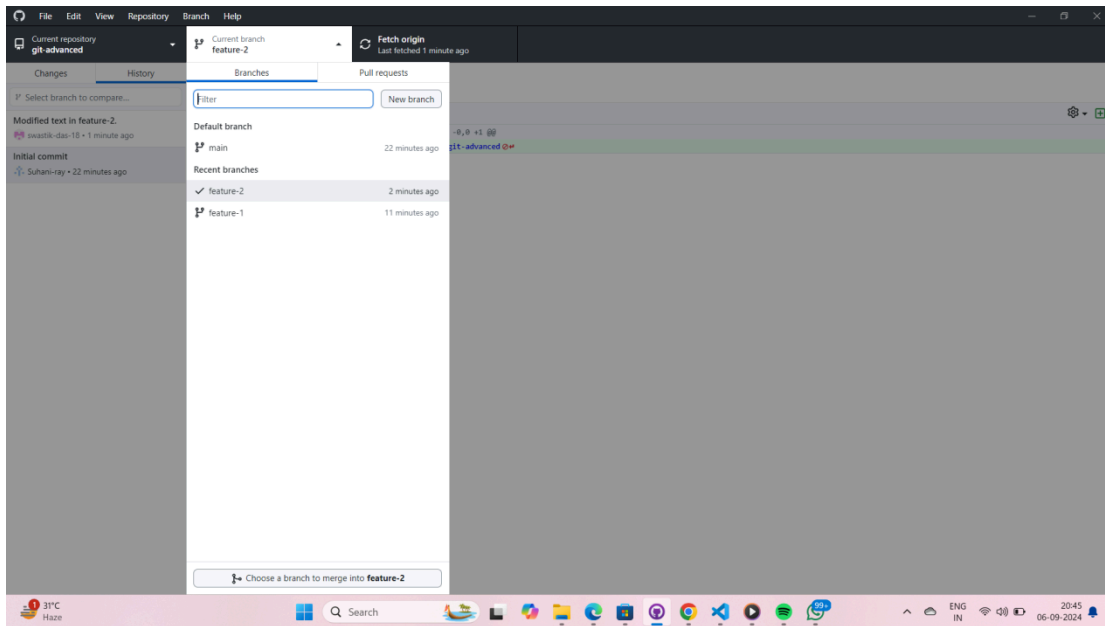 File Edit View Repository Branch Help
Current repository
git-advanced
Current branch
feature-2
Fetch origin
Last fetched 1 minute ago
Changes History
Select branch to compare...
Modified text in feature-2.
swastik-das-18 • 1 minute ago
Initial commit
Suhani-ray • 22 minutes ago
Branches Pull requests
Filter New branch
Default branch
main 22 minutes ago
Recent branches
feature-2 2 minutes ago
feature-1 11 minutes ago
-0,0 +1 @@
git-advanced
Choose a branch to merge into feature-2
1
31°C
Haze
Search
99+
ENG
IN
20:45
06-09-2024